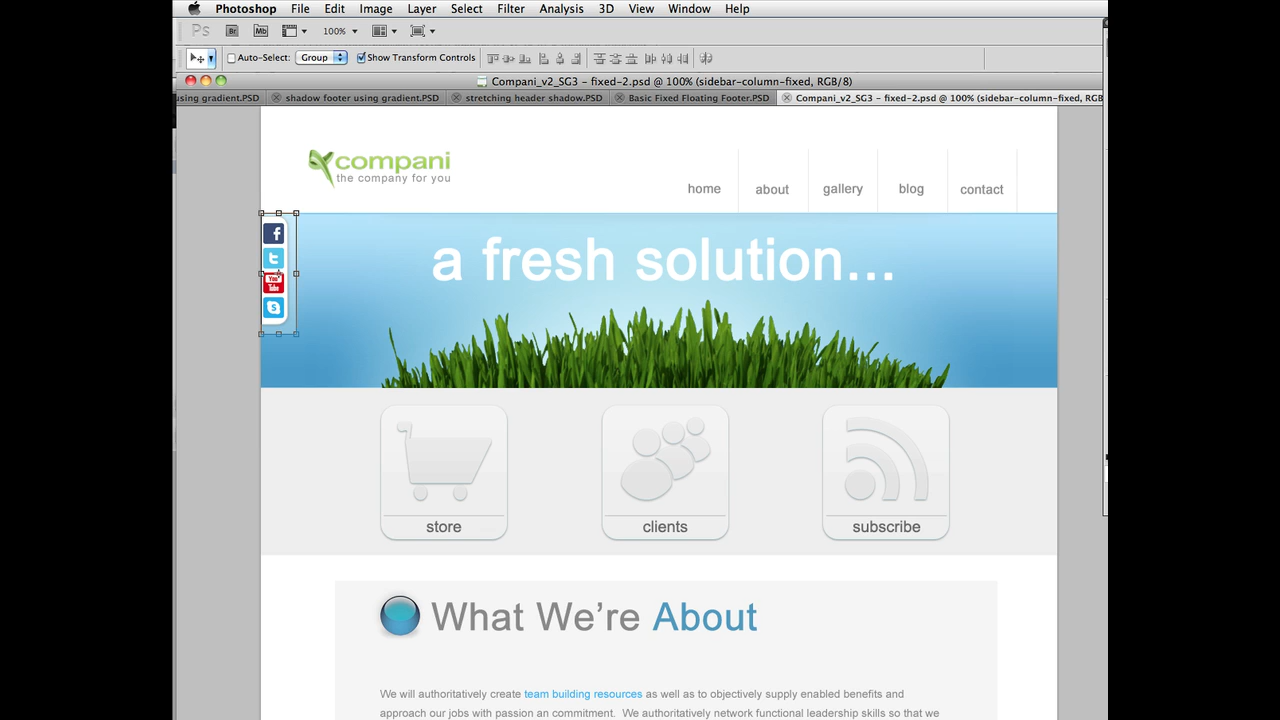 Photoshop File Edit Image Layer Select Filter Analysis 3D View Window Help
Ps Br Mb 100%
Auto-Select: Group Show Transform Controls
Compani_v2_SG3 - fixed-2.psd @ 100% (sidebar-column-fixed, RGB/8)
using gradient.PSD shadow footer using gradient.PSD stretching header shadow.PSD Basic Fixed Floating Footer.PSD Compani_v2_SG3 - fixed-2.psd @ 100% (sidebar-column-fixed, RGB
compani
the company for you
home about gallery blog contact
f
t
You
Tube
S
a fresh solution...
store clients subscribe
What We’re About
We will authoritatively create team building resources as well as to objectively supply enabled benefits and
approach our jobs with passion an commitment. We authoritatively network functional leadership skills so that we